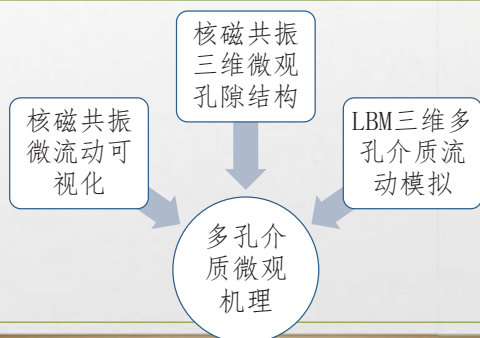 核磁共振
三维微观
孔隙结构
核磁共振
微流动可
视化
LBM三维多
孔介质流
动模拟
多孔介
质微观
机理